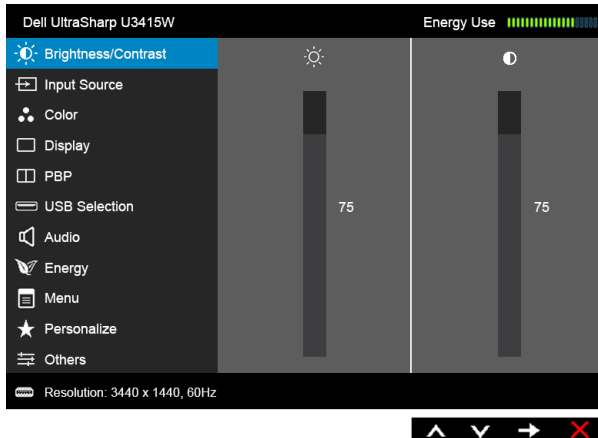 Dell UltraSharp U3415W
Energy Use
Brightness/Contrast
Input Source
Color
Display
PBP
USB Selection
75
75
Audio
Energy
Menu
Personalize
Others
Resolution: 3440 x 1440, 60Hz